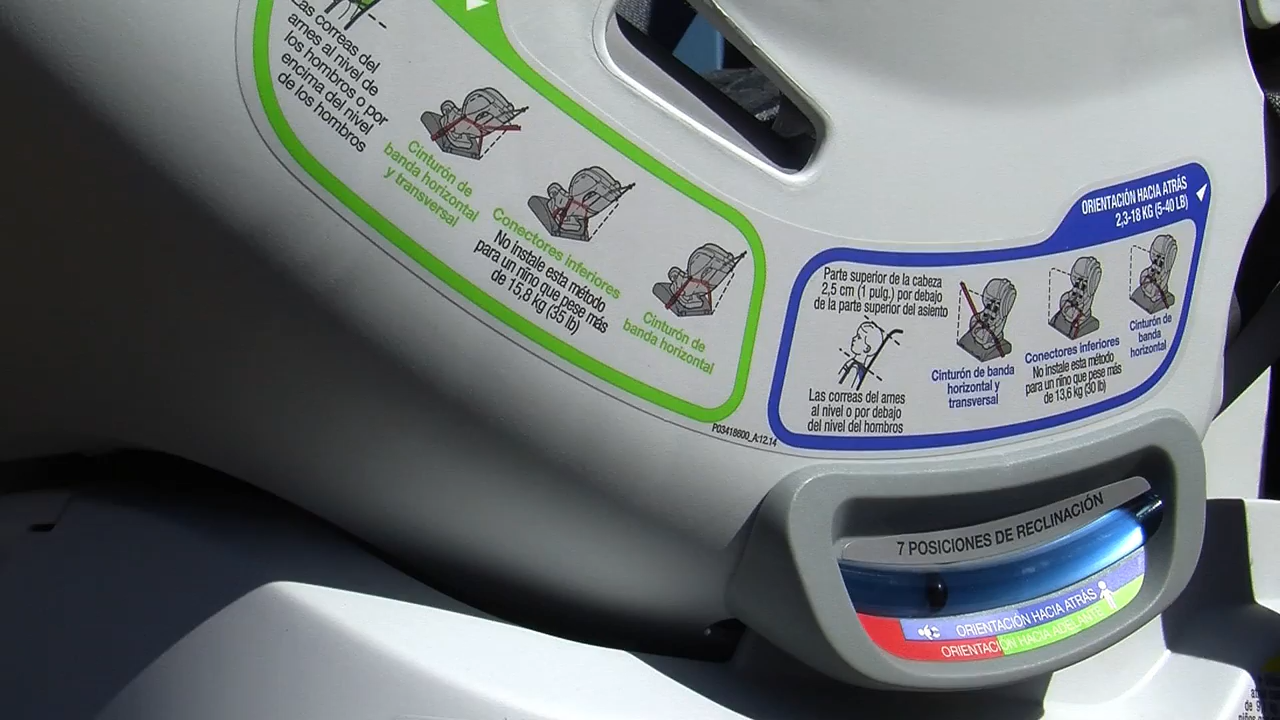 Las correas del
arnes al nivel de
los hombros o por
encima del nivel
de los hombros
Cinturón de
banda horizontal
y transversal
Conectores inferiores
No instale esta método
para un niño que pese más
de 15,8 kg (35 lb)
Cinturón de
banda horizontal
P03418600_A:12.14
ORIENTACIÓN HACIA ATRÁS
2,3-18 KG (5-40 LB)
Parte superior de la cabeza
2,5 cm (1 pulg.) por debajo
de la parte superior del asiento
Las correas del arnes
al nivel o por debajo
del nivel del hombros
Cinturón de banda
horizontal y
transversal
Conectores inferiores
No instale esta método
para un niño que pese más
de 13,6 kg (30 lb)
Cinturón de
banda
horizontal
7 POSICIONES DE RECLINACIÓN
ORIENTACIÓN HACIA ATRÁS
ORIENTACIÓN HACIA ADELANTE